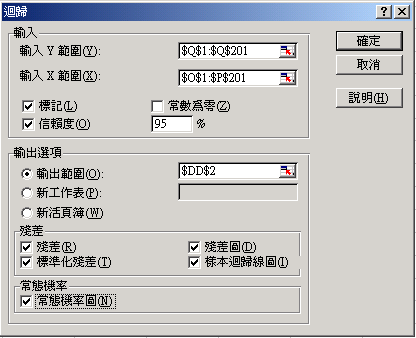 迴歸
輸入
輸入 Y 範圍(Y):
$Q$1:$Q$201
確定
輸入 X 範圍(X):
$O$1:$P$201
取消
標記(L)
常數為零(Z)
說明(H)
信賴度(O)
95
%
輸出選項
輸出範圍(O):
$DD$2
新工作表(P):
新活頁簿(W)
殘差
殘差(R)
殘差圖(D)
標準化殘差(T)
樣本迴歸線圖(I)
常態機率
常態機率圖(N)